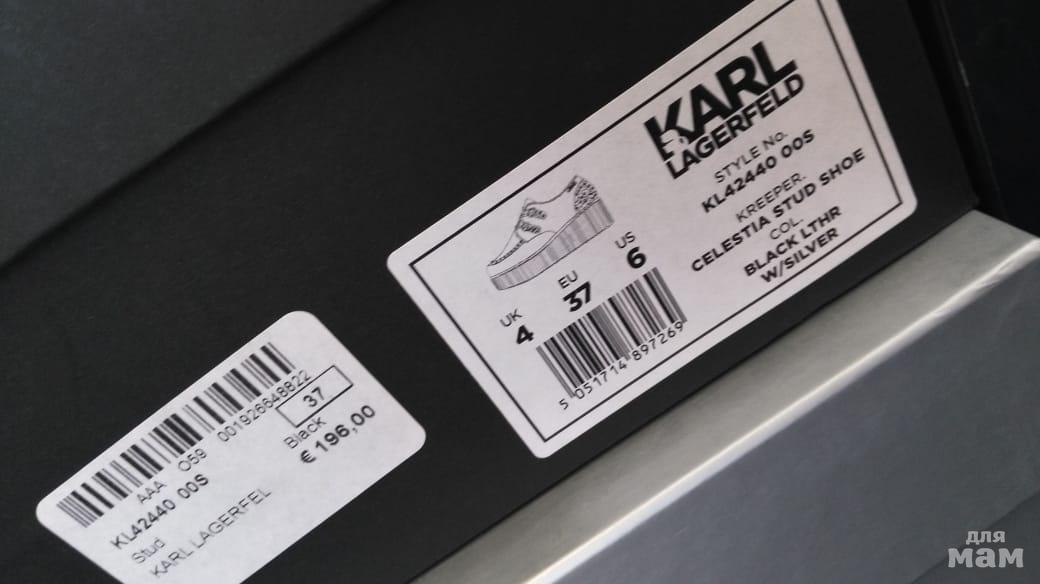 KARL
LAGERFELD
STYLE No.
KL42440 00S
KREEPER.
CELESTIA STUD SHOE
COL.
BLACK LTHR
W/SILVER
UK EU US
4 37 6
5 051714 897269
AAA O59 001926648822
KL42440 00S
37
Stud
Black
KARL LAGERFEL
€196,00
для
мам